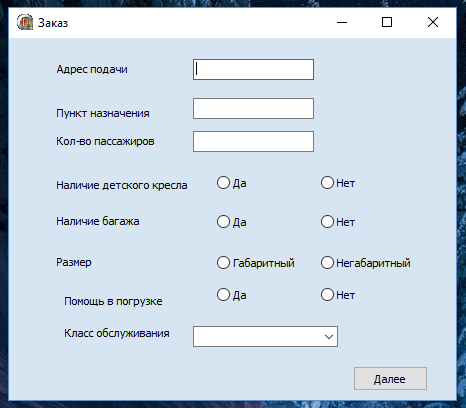 Заказ
Адрес подачи
Пункт назначения
Кол-во пассажиров
Наличие детского кресла Да Нет
Наличие багажа Да Нет
Размер Габаритный Негабаритный
Помощь в погрузке Да Нет
Класс обслуживания
Далее